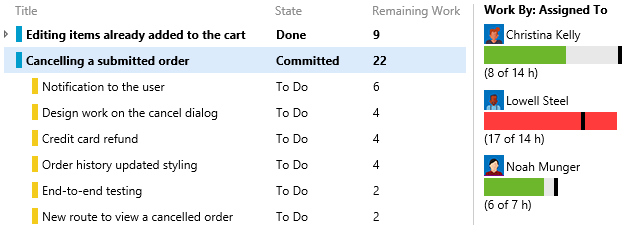 Title State Remaining Work
Editing items already added to the cart Done 9
Cancelling a submitted order Committed 22
Notification to the user To Do 6
Design work on the cancel dialog To Do 4
Credit card refund To Do 4
Order history updated styling To Do 4
End-to-end testing To Do 2
New route to view a cancelled order To Do 2
Work By: Assigned To
Christina Kelly
(8 of 14 h)
Lowell Steel
(17 of 14 h)
Noah Munger
(6 of 7 h)